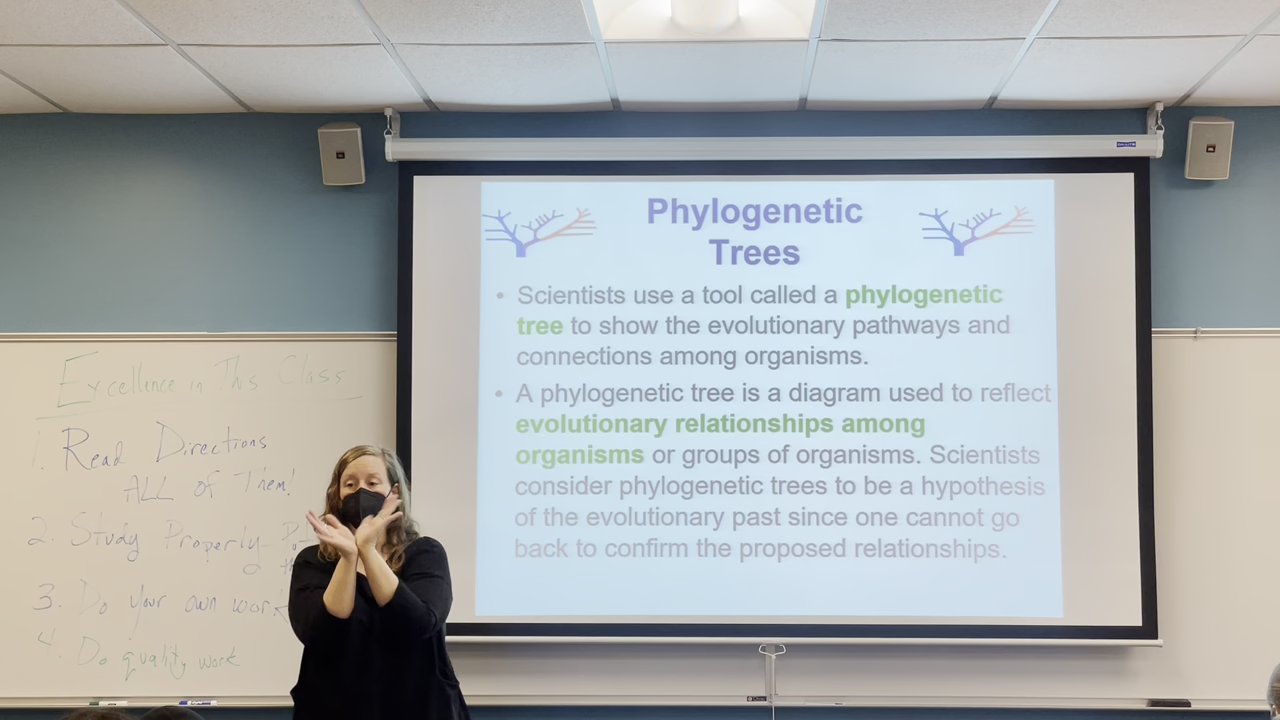 Phylogenetic
Trees
• Scientists use a tool called a phylogenetic
tree to show the evolutionary pathways and
connections among organisms.
• A phylogenetic tree is a diagram used to reflect
evolutionary relationships among
organisms or groups of organisms. Scientists
consider phylogenetic trees to be a hypothesis
of the evolutionary past since one cannot go
back to confirm the proposed relationships.
Excellence in This Class
1. Read Directions
ALL of Them!
2. Study Properly
3. Do your own work
4 Do quality work